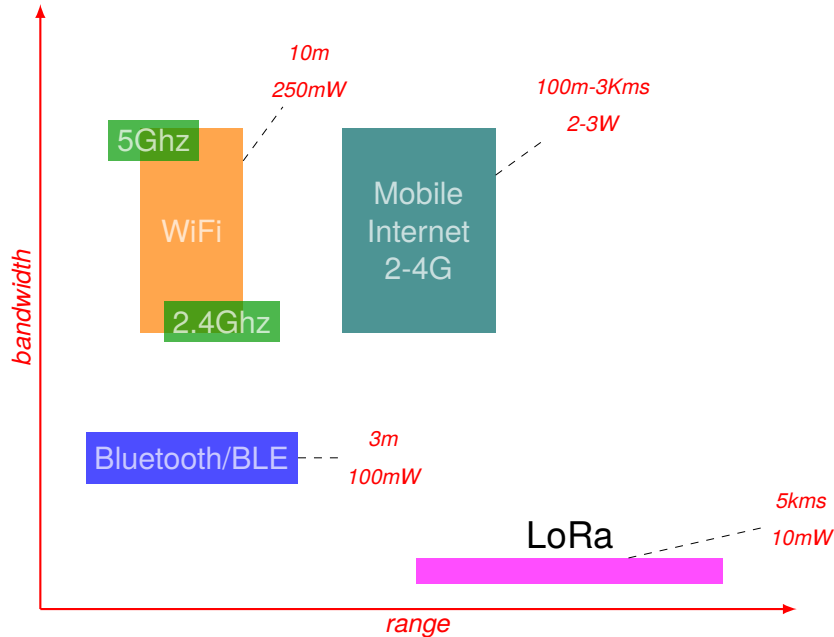 10m
250mW
100m-3Kms
2-3W
5Ghz
WiFi
2.4Ghz
Mobile
Internet
2-4G
bandwidth
Bluetooth/BLE
3m
100mW
LoRa
5kms
10mW
range